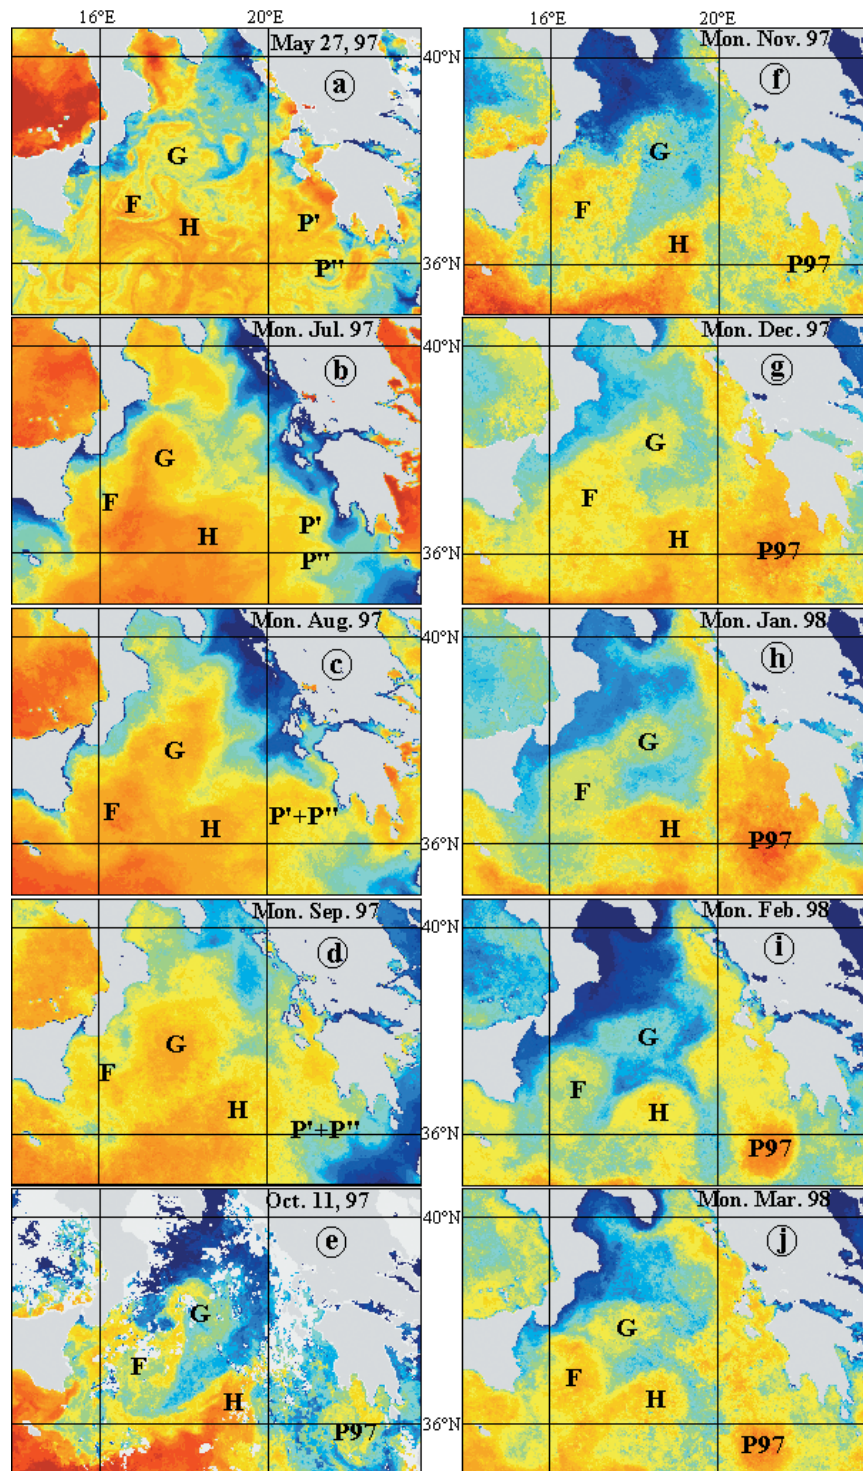 16°E 20°E 16°E 20°E
May 27, 97
a
G
F
H
P'
P"
40°N
36°N
Mon. Nov. 97
f
G
F
H
P97
Mon. Jul. 97
b
G
F
H
P'
P"
40°N
36°N
Mon. Dec. 97
g
G
F
H
P97
Mon. Aug. 97
c
G
F
H
P'+P"
40°N
36°N
Mon. Jan. 98
h
G
F
H
P97
Mon. Sep. 97
d
G
F
H
P'+P"
40°N
36°N
Mon. Feb. 98
i
G
F
H
P97
Oct. 11, 97
e
G
F
H
P97
40°N
36°N
Mon. Mar. 98
j
G
F
H
P97